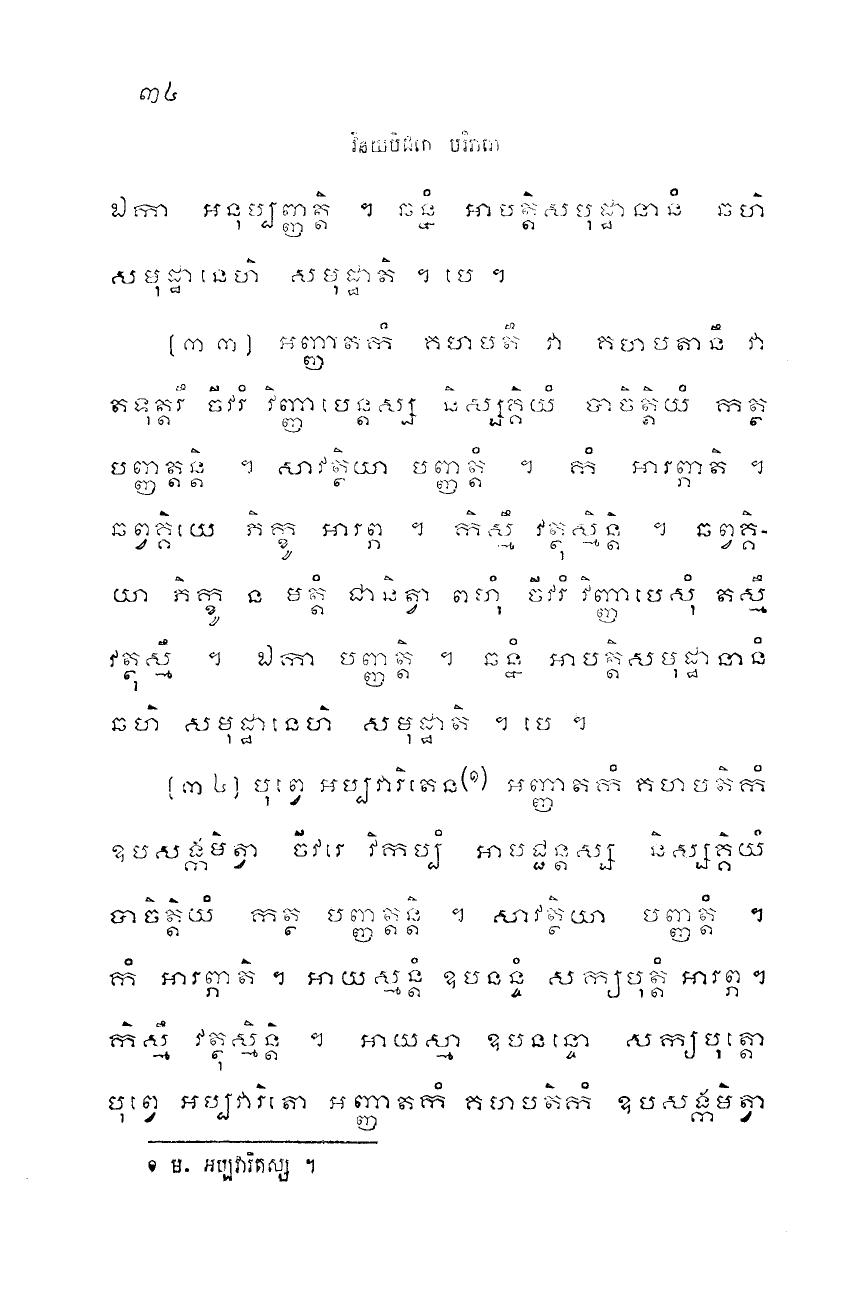 ៣៤
វិនយបិដកេ បរិវារោ
ឯកា អនុប្បញ្ញត្តិ ។ ឆន្នំ អាបត្តិសមុដ្ឋានានំ ឆហិ
សមុដ្ឋានេហិ សមុដ្ឋាតិ ។ បេ ។
[៣៣] អញ្ញាតកំ គហបតឹ វា គហបតានឹ វា
តទុត្តរឹ ចីវរំ វិញ្ញាបេន្តស្ស និស្សគ្គិយំ បាចិត្តិយំ កត្ថ
បញ្ញត្តន្តិ ។ សាវត្ថិយា បញ្ញត្តំ ។ កំ អារព្ភាតិ ។
ឆព្វគ្គិយេ ភិក្ខូ អារព្ភ ។ កិស្មឹ វត្ថុស្មិន្តិ ។ ឆព្វគ្គិ-
យា ភិក្ខូ ន មត្តំ ជានិត្វា ពហុំ ចីវរំ វិញ្ញាបេសុំ តស្មឹ
វត្ថុស្មឹ ។ ឯកា បញ្ញត្តិ ។ ឆន្នំ អាបត្តិសមុដ្ឋានានំ
ឆហិ សមុដ្ឋានេហិ សមុដ្ឋាតិ ។ បេ ។
[៣៤] បុព្វេ អប្បវារិតេន(១) អញ្ញាតកំ គហបតិកំ
ឧបសង្កមិត្វា ចីវរេ វិកប្បំ អាបជ្ជន្តស្ស និស្សគ្គិយំ
បាចិត្តិយំ កត្ថ បញ្ញត្តន្តិ ។ សាវត្ថិយា បញ្ញត្តំ ។
កំ អារព្ភាតិ ។ អាយស្មន្តំ ឧបនន្ទំ សក្យបុត្តំ អារព្ភ ។
កិស្មឹ វត្ថុស្មិន្តិ ។ អាយស្មា ឧបនន្ទោ សក្យបុត្តោ
បុព្វេ អប្បវារិតោ អញ្ញាតកំ គហបតិកំ ឧបសង្កមិត្វា
១ ម. អប្បវារិតស្ស ។